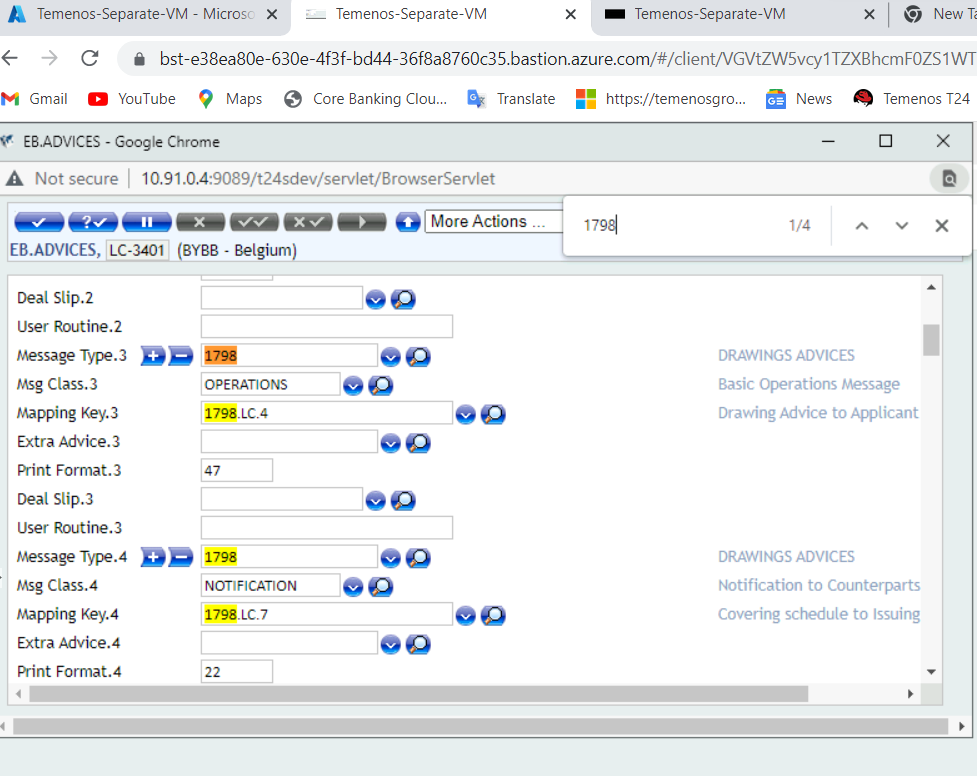 Temenos-Separate-VM - Microso Temenos-Separate-VM Temenos-Separate-VM New Ta
bst-e38ea80e-630e-4f3f-bd44-36f8a8760c35.bastion.azure.com/#/client/VGVtZW5vcy1TZXBhcmF0ZS1WT
Gmail YouTube Maps Core Banking Clou... Translate https://temenosgro... News Temenos T24
EB.ADVICES - Google Chrome
Not secure 10.91.0.4:9089/t24sdev/servlet/BrowserServlet
More Actions ... 1798 1/4
EB.ADVICES, LC-3401 (BYBB - Belgium)
Deal Slip.2
User Routine.2
Message Type.3 1798 DRAWINGS ADVICES
Msg Class.3 OPERATIONS Basic Operations Message
Mapping Key.3 1798.LC.4 Drawing Advice to Applicant
Extra Advice.3
Print Format.3 47
Deal Slip.3
User Routine.3
Message Type.4 1798 DRAWINGS ADVICES
Msg Class.4 NOTIFICATION Notification to Counterparts
Mapping Key.4 1798.LC.7 Covering schedule to Issuing
Extra Advice.4
Print Format.4 22